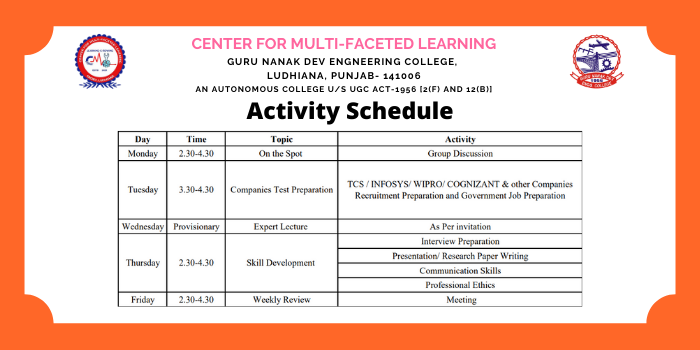 CENTER FOR MULTI-FACETED LEARNING
GURU NANAK DEV ENGNEERING COLLEGE,
LUDHIANA, PUNJAB- 141006
AN AUTONOMOUS COLLEGE U/S UGC ACT-1956 [2(F) AND 12(B)]
Activity Schedule
Day Time Topic Activity
Monday 2.30-4.30 On the Spot Group Discussion
Tuesday 3.30-4.30 Companies Test Preparation TCS / INFOSYS/ WIPRO/ COGNIZANT & other Companies
Recruitment Preparation and Government Job Preparation
Wednesday Provisionary Expert Lecture As Per invitation
Thursday 2.30-4.30 Skill Development Interview Preparation
Presentation/ Research Paper Writing
Communication Skills
Professional Ethics
Friday 2.30-4.30 Weekly Review Meeting